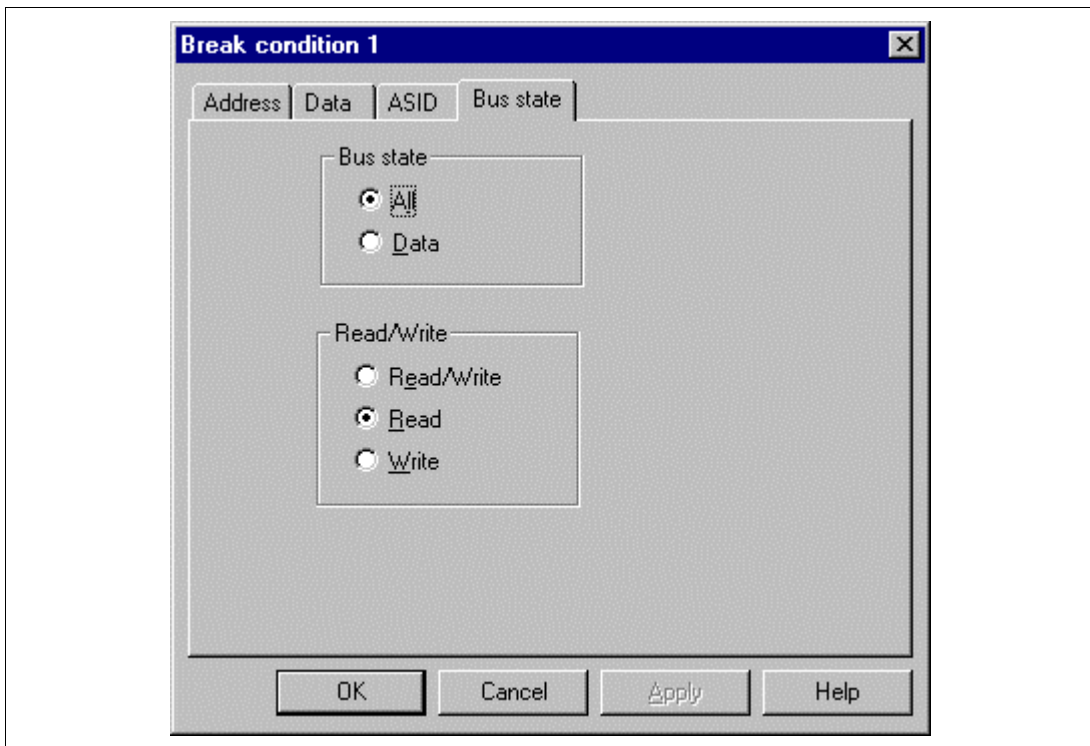 Break condition 1
Address Data ASID Bus state
Bus state
All
Data
Read/Write
Read/Write
Read
Write
OK Cancel Apply Help